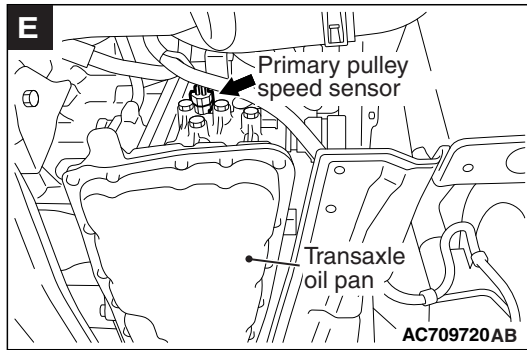 E
Primary pulley
speed sensor
Transaxle
oil pan
AC709720AB